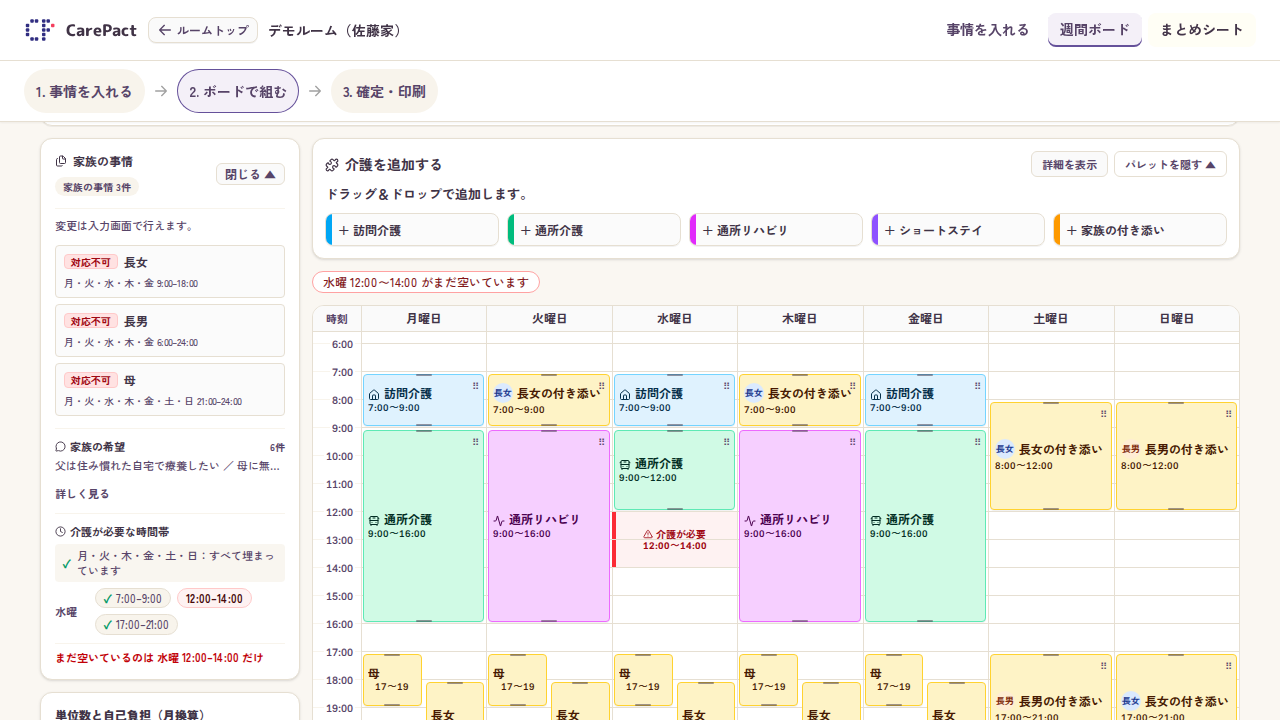 CarePact
ルームトップ
デモルーム（佐藤家）
事情を入れる
週間ボード
まとめシート
1. 事情を入れる
2. ボードで組む
3. 確定・印刷
家族の事情
家族の事情 3件
閉じる ▲
変更は入力画面で行えます。
対応不可 長女
月・火・水・木・金 9:00–18:00
対応不可 長男
月・火・水・木・金 6:00–24:00
対応不可 母
月・火・水・木・金・土・日 21:00–24:00
家族の希望 6件
父は住み慣れた自宅で療養したい ／ 母に無…
詳しく見る
介護が必要な時間帯
✓ 月・火・木・金・土・日：すべて埋まっ
ています
水曜
✓ 7:00–9:00
12:00–14:00
✓ 17:00–21:00
まだ空いているのは 水曜 12:00–14:00 だけ
単位数と自己負担（月換算）
介護を追加する
詳細を表示
パレットを隠す ▲
ドラッグ＆ドロップで追加します。
＋ 訪問介護
＋ 通所介護
＋ 通所リハビリ
＋ ショートステイ
＋ 家族の付き添い
水曜 12:00〜14:00 がまだ空いています
時刻 月曜日 火曜日 水曜日 木曜日 金曜日 土曜日 日曜日
6:00
7:00
8:00
9:00
10:00
11:00
12:00
13:00
14:00
15:00
16:00
17:00
18:00
19:00
訪問介護
7:00〜9:00
通所介護
9:00〜16:00
母
17〜19
長女
長女 長女の付き添い
7:00〜9:00
通所リハビリ
9:00〜16:00
母
17〜19
長女
訪問介護
7:00〜9:00
通所介護
9:00〜12:00
介護が必要
12:00〜14:00
母
17〜19
長女
長女 長女の付き添い
7:00〜9:00
通所リハビリ
9:00〜16:00
母
17〜19
長女
訪問介護
7:00〜9:00
通所介護
9:00〜16:00
母
17〜19
長女
長女 長女の付き添い
8:00〜12:00
長男 長男の付き添い
17:00〜21:00
長男 長男の付き添い
8:00〜12:00
長女 長女の付き添い
17:00〜21:00